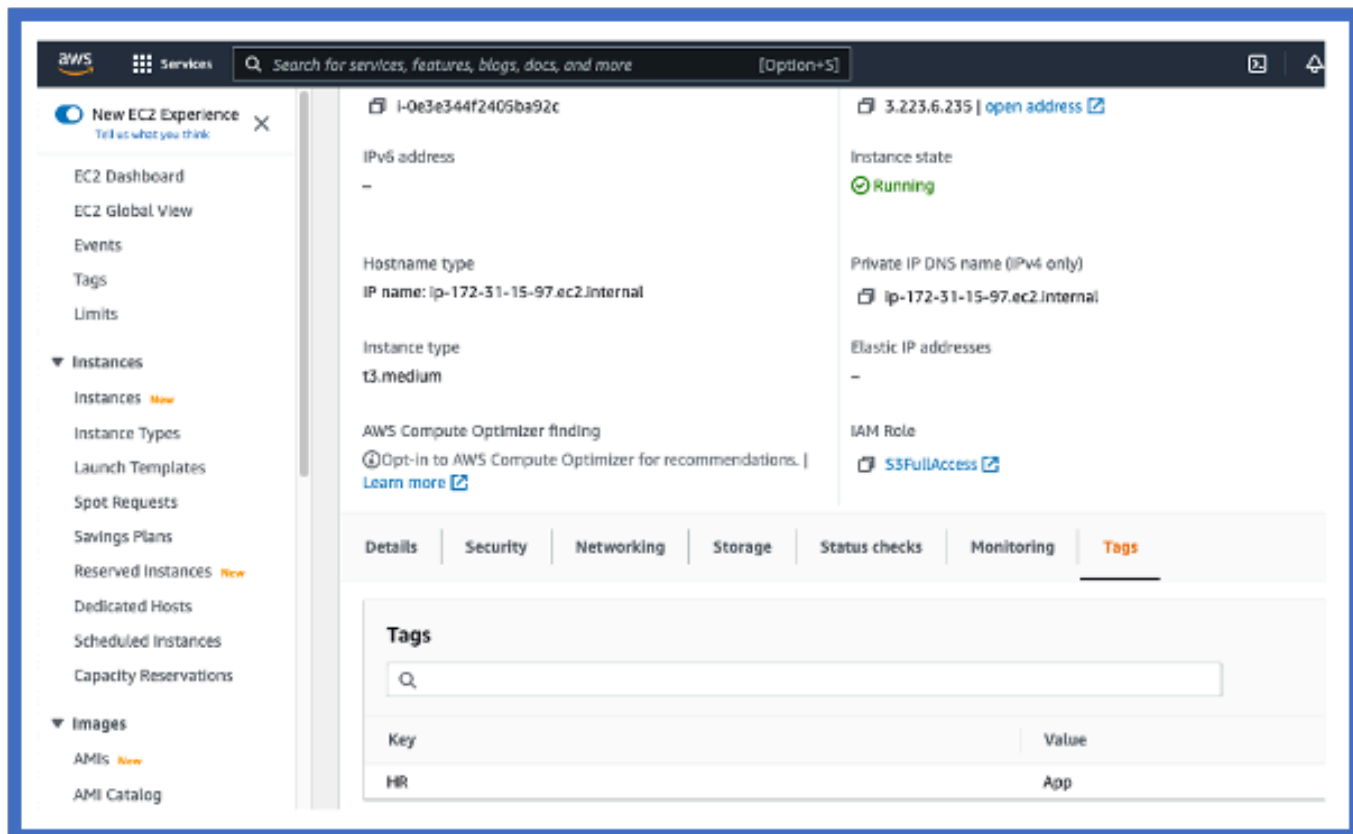 aws
Services
Search for services, features, blogs, docs, and more
[Option+S]
New EC2 Experience
Tell us what you think
EC2 Dashboard
EC2 Global View
Events
Tags
Limits
Instances
Instances New
Instance Types
Launch Templates
Spot Requests
Savings Plans
Reserved Instances New
Dedicated Hosts
Scheduled Instances
Capacity Reservations
Images
AMIs New
AMI Catalog
i-0e3e344f2405ba92c
3.223.6.235 | open address
IPv6 address
–
Instance state
Running
Hostname type
IP name: ip-172-31-15-97.ec2.internal
Private IP DNS name (IPv4 only)
ip-172-31-15-97.ec2.internal
Instance type
t3.medium
Elastic IP addresses
–
AWS Compute Optimizer finding
Opt-in to AWS Compute Optimizer for recommendations. |
Learn more
IAM Role
S3FullAccess
Details
Security
Networking
Storage
Status checks
Monitoring
Tags
Tags
Key
Value
HR
App